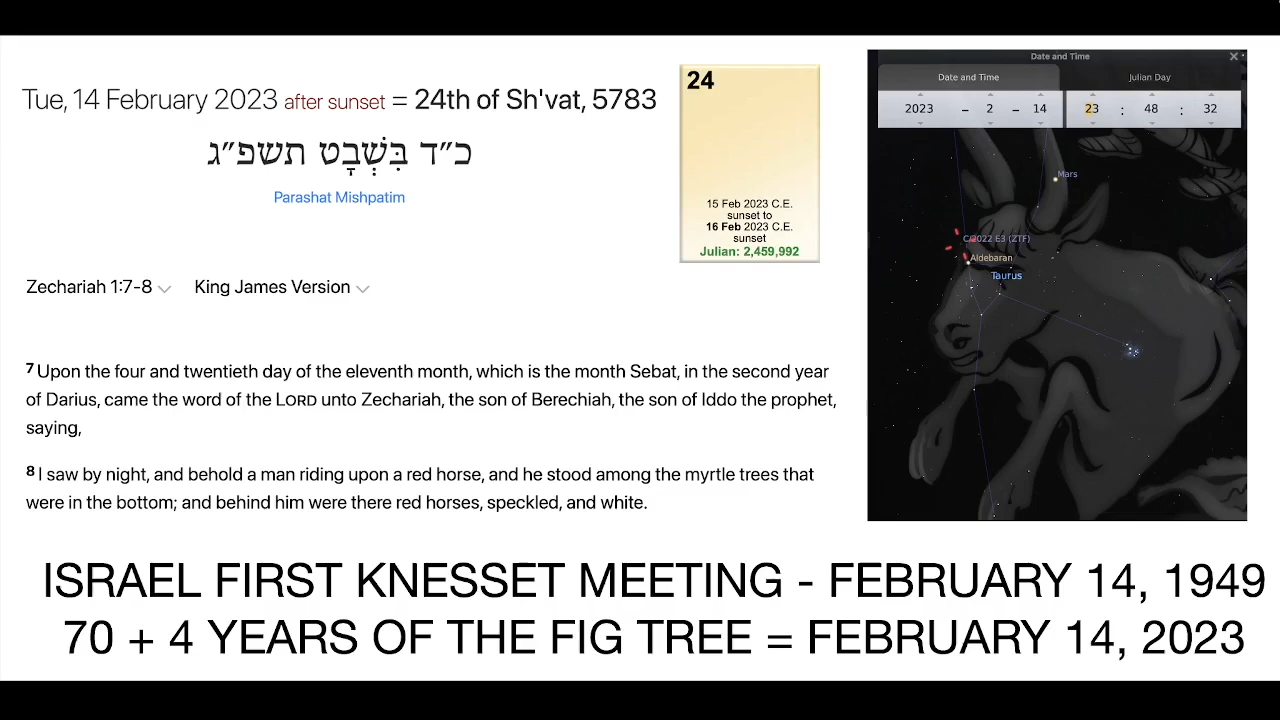 Tue, 14 February 2023 after sunset = 24th of Sh'vat, 5783
כ״ד בִּשְׁבָט תשפ״ג
Parashat Mishpatim
24
15 Feb 2023 C.E.
sunset to
16 Feb 2023 C.E.
sunset
Julian: 2,459,992
Date and Time
Date and Time
Julian Day
2023 – 2 – 14 23 : 48 : 32
Mars
C/2022 E3 (ZTF)
Aldebaran
Taurus
Zechariah 1:7-8 King James Version
7 Upon the four and twentieth day of the eleventh month, which is the month Sebat, in the second year
of Darius, came the word of the LORD unto Zechariah, the son of Berechiah, the son of Iddo the prophet,
saying,
8 I saw by night, and behold a man riding upon a red horse, and he stood among the myrtle trees that
were in the bottom; and behind him were there red horses, speckled, and white.
ISRAEL FIRST KNESSET MEETING - FEBRUARY 14, 1949
70 + 4 YEARS OF THE FIG TREE = FEBRUARY 14, 2023